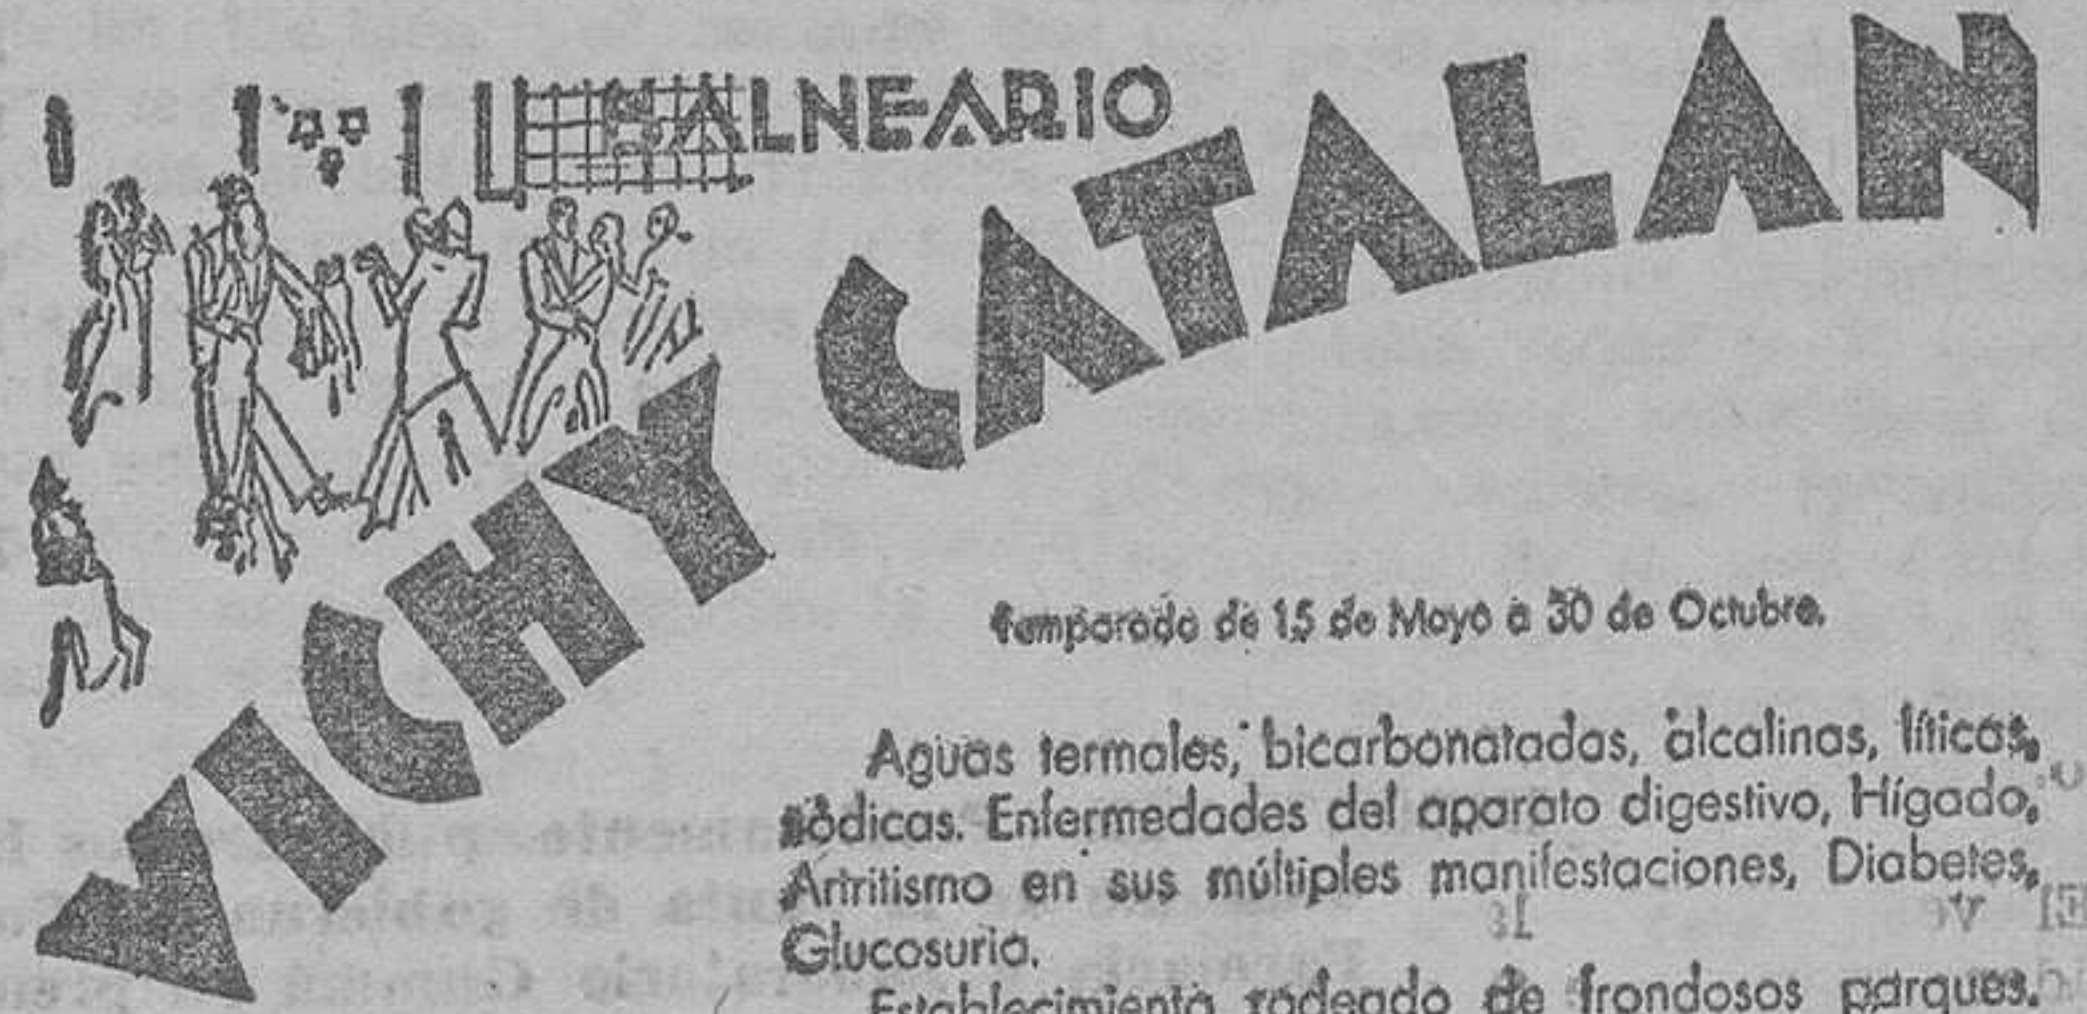 BALNEARIO
VICHY CATALAN
Temporada de 15 de Mayo a 30 de Octubre.
Aguas termales, bicarbonatadas, alcalinas, líticas,
sódicas. Enfermedades del aparato digestivo, Hígado,
Artritismo en sus múltiples manifestaciones, Diabetes,
Glucosuria.
Establecimiento rodeado de frondosos parques.